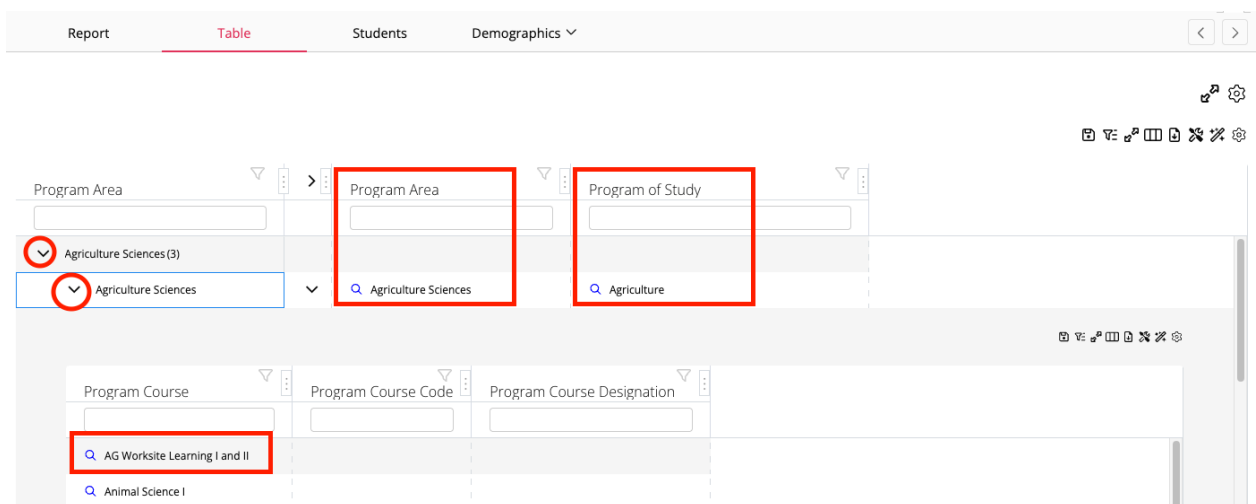 Report Table Students Demographics
Program Area Program Area Program of Study
Agriculture Sciences (3)
Agriculture Sciences Agriculture Sciences Agriculture
Program Course Program Course Code Program Course Designation
AG Worksite Learning I and II
Animal Science I